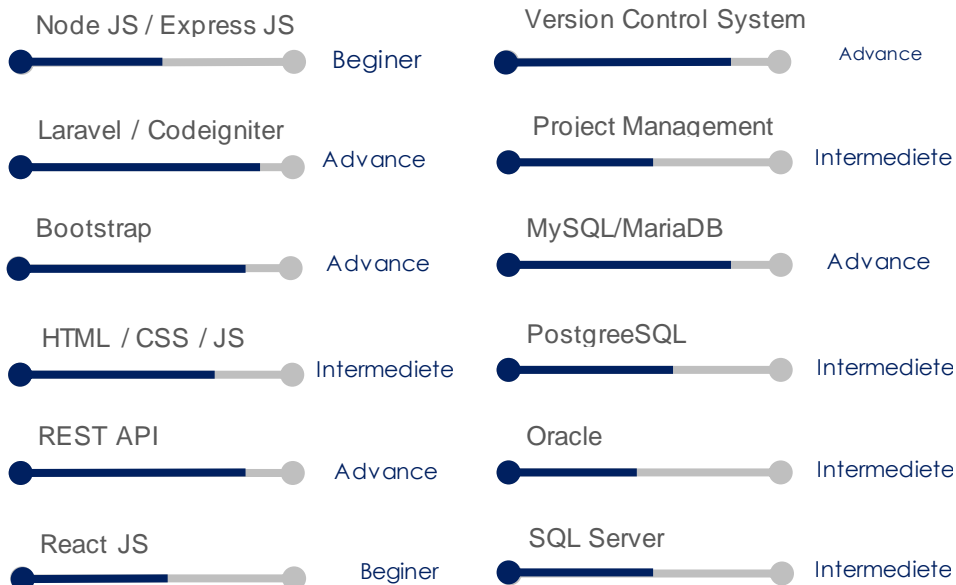 Node JS / Express JS
Beginer
Laravel / Codeigniter
Advance
Bootstrap
Advance
HTML / CSS / JS
Intermediete
REST API
Advance
React JS
Beginer
Version Control System
Advance
Project Management
Intermediete
MySQL/MariaDB
Advance
PostgreeSQL
Intermediete
Oracle
Intermediete
SQL Server
Intermediete